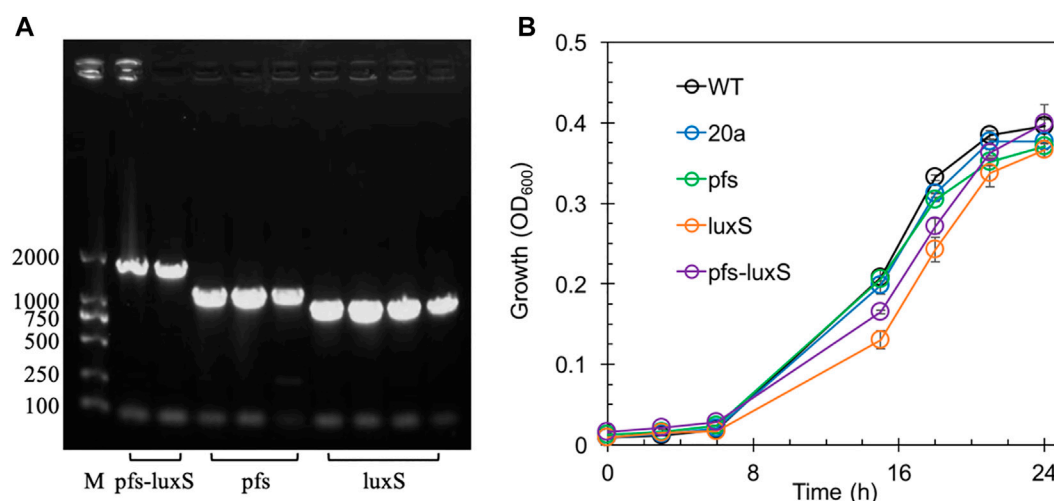 A
2000
1000
750
500
250
100
M pfs-luxS pfs luxS
B
0.5
0.4
0.3
0.2
0.1
0
Growth (OD600)
WT
20a
pfs
luxS
pfs-luxS
0 8 16 24
Time (h)